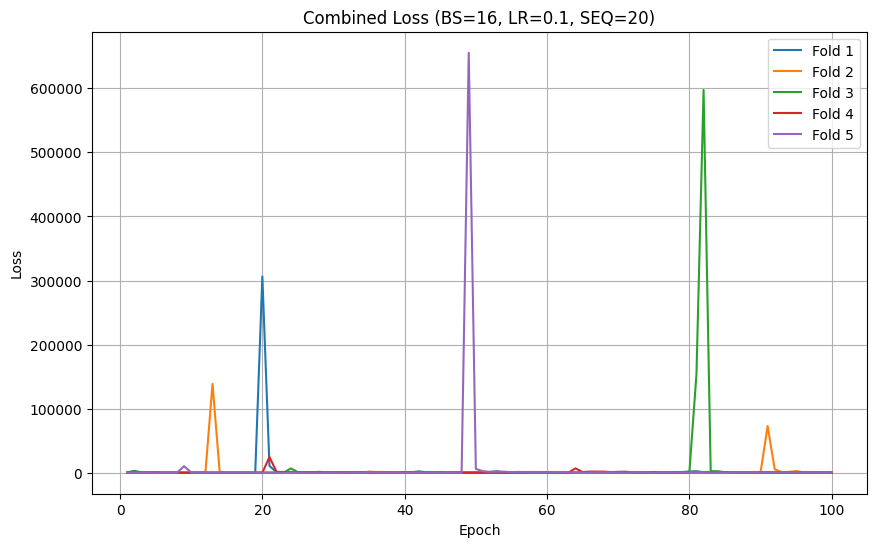 Combined Loss (BS=16, LR=0.1, SEQ=20)
Fold 1
Fold 2
Fold 3
Fold 4
Fold 5
Loss
600000
500000
400000
300000
200000
100000
0
0 20 40 60 80 100
Epoch